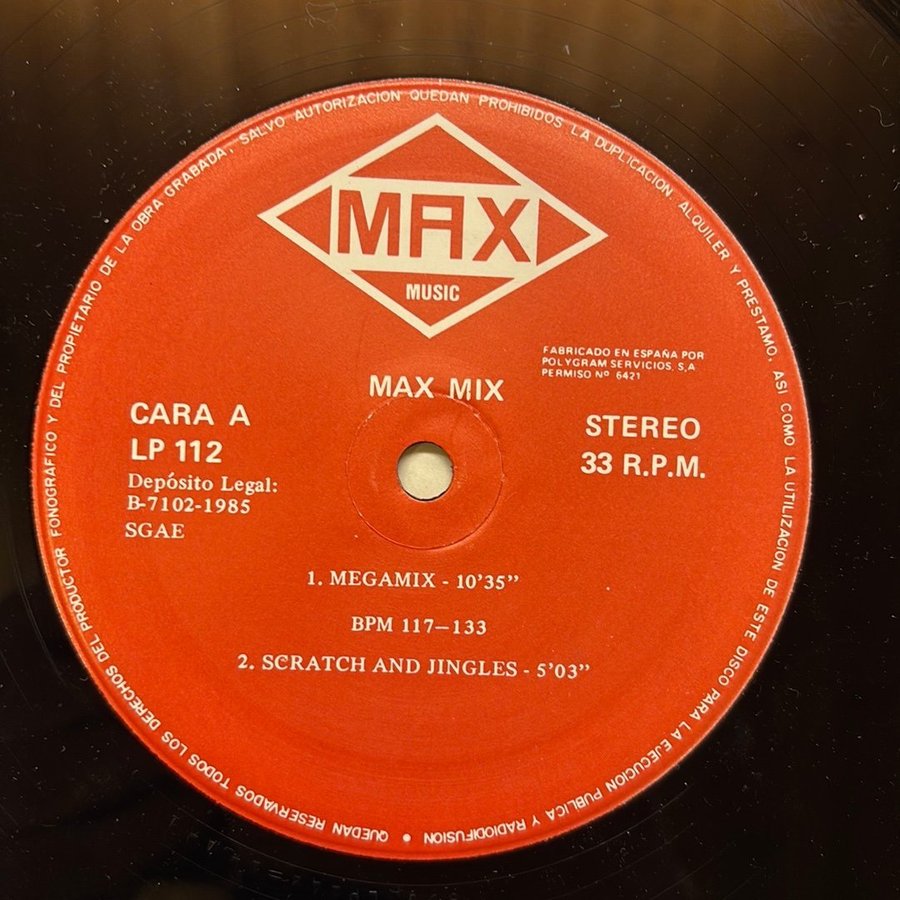 QUEDAN RESERVADOS TODOS LOS DERECHOS DEL PRODUCTOR FONOGRAFICO Y DEL PROPIETARIO DE LA OBRA GRABADA. SALVO AUTORIZACION QUEDAN PROHIBIDOS LA DUPLICACION, ALQUILER Y PRESTAMO, ASI COMO LA UTILIZACION DE ESTE DISCO PARA LA EJECUCION PUBLICA Y RADIODIFUSION •
MAX
MUSIC
FABRICADO EN ESPAÑA POR
POLYGRAM SERVICIOS, S.A.
PERMISO Nº 6421
MAX MIX
CARA A
LP 112
Depósito Legal:
B-7102-1985
SGAE
STEREO
33 R.P.M.
1. MEGAMIX - 10'35"
BPM 117–133
2. SCRATCH AND JINGLES - 5'03"